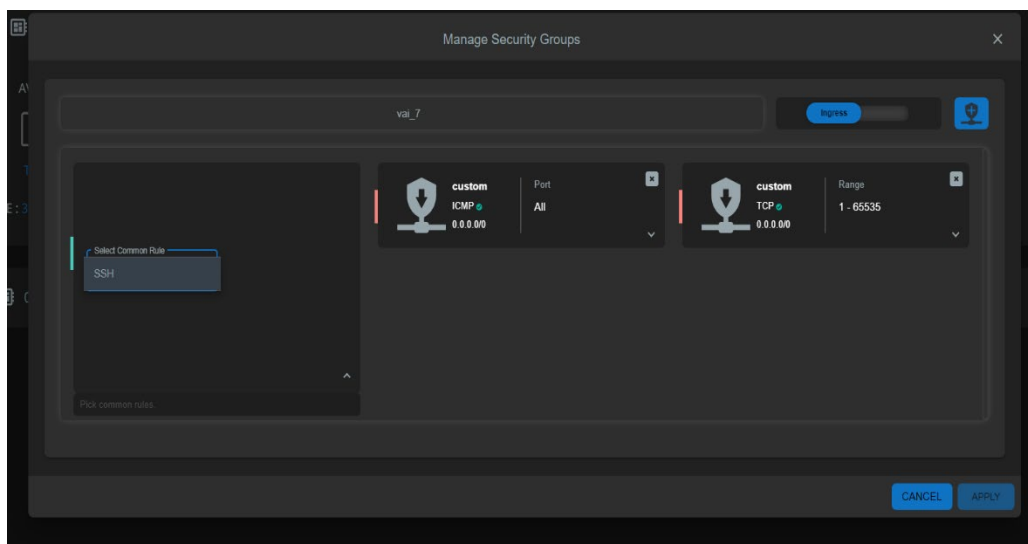 Manage Security Groups
vai_7
Ingress
Select Common Rule
SSH
Pick common rules.
custom
ICMP
0.0.0.0/0
Port
All
custom
TCP
0.0.0.0/0
Range
1 - 65535
CANCEL
APPLY